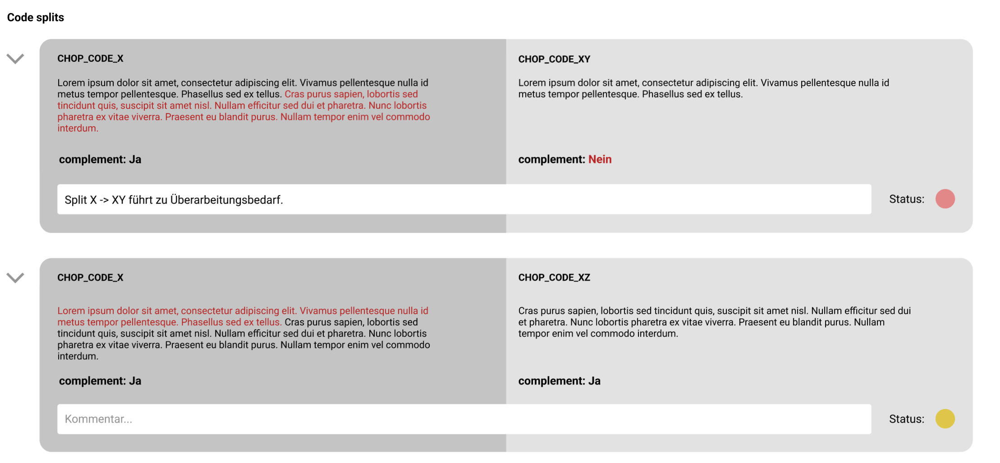 Code splits
CHOP_CODE_X
Lorem ipsum dolor sit amet, consectetur adipiscing elit. Vivamus pellentesque nulla id
metus tempor pellentesque. Phasellus sed ex tellus. Cras purus sapien, lobortis sed
tincidunt quis, suscipit sit amet nisl. Nullam efficitur sed dui et pharetra. Nunc lobortis
pharetra ex vitae viverra. Praesent eu blandit purus. Nullam tempor enim vel commodo
interdum.
complement: Ja
CHOP_CODE_XY
Lorem ipsum dolor sit amet, consectetur adipiscing elit. Vivamus pellentesque nulla id
metus tempor pellentesque. Phasellus sed ex tellus.
complement: Nein
Split X -> XY führt zu Überarbeitungsbedarf.
Status:
CHOP_CODE_X
Lorem ipsum dolor sit amet, consectetur adipiscing elit. Vivamus pellentesque nulla id
metus tempor pellentesque. Phasellus sed ex tellus. Cras purus sapien, lobortis sed
tincidunt quis, suscipit sit amet nisl. Nullam efficitur sed dui et pharetra. Nunc lobortis
pharetra ex vitae viverra. Praesent eu blandit purus. Nullam tempor enim vel commodo
interdum.
complement: Ja
CHOP_CODE_XZ
Cras purus sapien, lobortis sed tincidunt quis, suscipit sit amet nisl. Nullam efficitur sed dui
et pharetra. Nunc lobortis pharetra ex vitae viverra. Praesent eu blandit purus. Nullam
tempor enim vel commodo interdum.
complement: Ja
Kommentar...
Status: